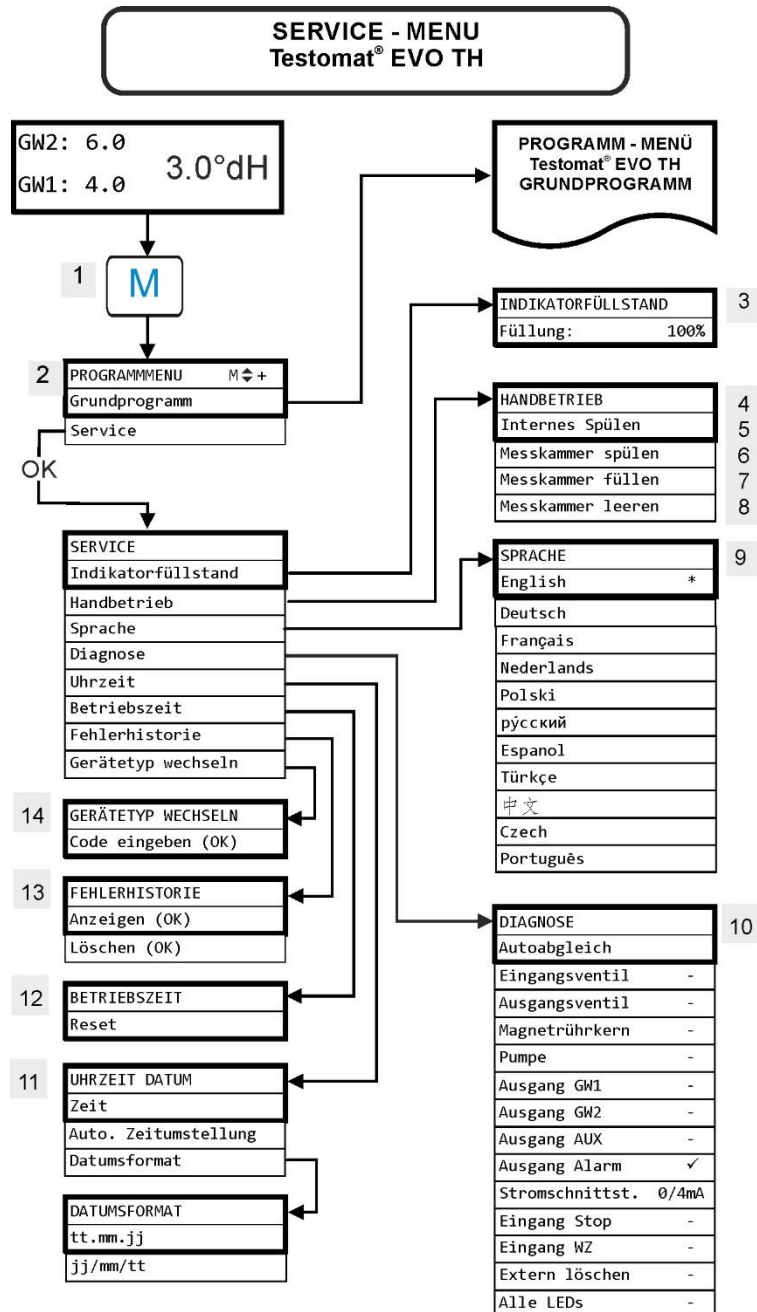 SERVICE - MENU
Testomat® EVO TH
GW2: 6.0
GW1: 4.0
3.0°dH
PROGRAMM - MENÜ
Testomat® EVO TH
GRUNDPROGRAMM
1
M
2
PROGRAMMMENU M⬍+
Grundprogramm
Service
OK
INDIKATORFÜLLSTAND
Füllung: 100%
3
HANDBETRIEB
Internes Spülen
Messkammer spülen
Messkammer füllen
Messkammer leeren
4
5
6
7
8
SERVICE
Indikatorfüllstand
Handbetrieb
Sprache
Diagnose
Uhrzeit
Betriebszeit
Fehlerhistorie
Gerätetyp wechseln
SPRACHE
English *
Deutsch
Français
Nederlands
Polski
рýсский
Espanol
Türkçe
中文
Czech
Português
9
14
GERÄTETYP WECHSELN
Code eingeben (OK)
13
FEHLERHISTORIE
Anzeigen (OK)
Löschen (OK)
12
BETRIEBSZEIT
Reset
11
UHRZEIT DATUM
Zeit
Auto. Zeitumstellung
Datumsformat
DATUMSFORMAT
tt.mm.jj
jj/mm/tt
DIAGNOSE
Autoabgleich
Eingangsventil -
Ausgangsventil -
Magnetrührkern -
Pumpe -
Ausgang GW1 -
Ausgang GW2 -
Ausgang AUX -
Ausgang Alarm ✓
Stromschnittst. 0/4mA
Eingang Stop -
Eingang WZ -
Extern löschen -
Alle LEDs -
10